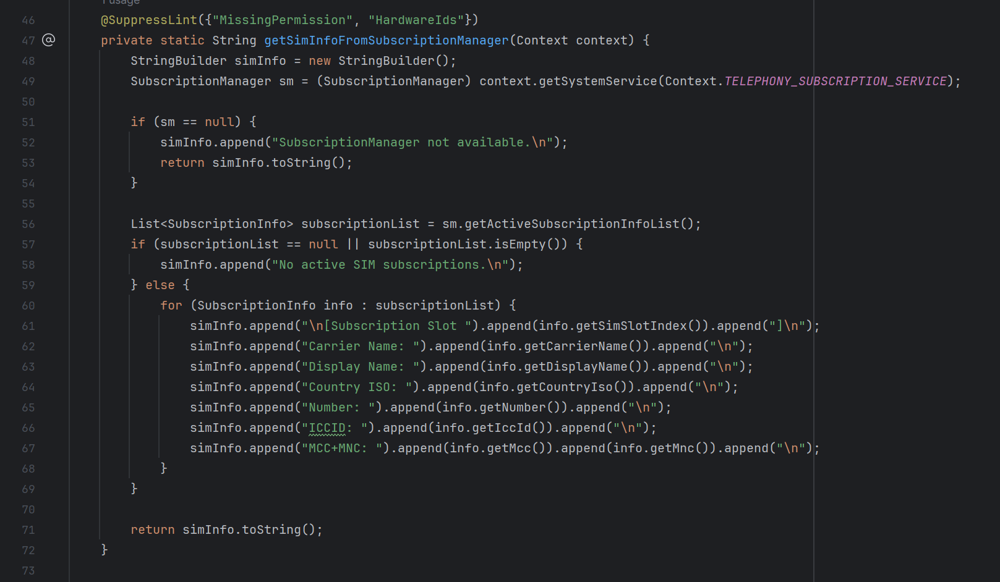 1 usage
46 @SuppressLint({"MissingPermission", "HardwareIds"})
47 @ private static String getSimInfoFromSubscriptionManager(Context context) {
48 StringBuilder simInfo = new StringBuilder();
49 SubscriptionManager sm = (SubscriptionManager) context.getSystemService(Context.TELEPHONY_SUBSCRIPTION_SERVICE);
50
51 if (sm == null) {
52 simInfo.append("SubscriptionManager not available.\n");
53 return simInfo.toString();
54 }
55
56 List<SubscriptionInfo> subscriptionList = sm.getActiveSubscriptionInfoList();
57 if (subscriptionList == null || subscriptionList.isEmpty()) {
58 simInfo.append("No active SIM subscriptions.\n");
59 } else {
60 for (SubscriptionInfo info : subscriptionList) {
61 simInfo.append("\n[Subscription Slot ").append(info.getSimSlotIndex()).append("]\n");
62 simInfo.append("Carrier Name: ").append(info.getCarrierName()).append("\n");
63 simInfo.append("Display Name: ").append(info.getDisplayName()).append("\n");
64 simInfo.append("Country ISO: ").append(info.getCountryIso()).append("\n");
65 simInfo.append("Number: ").append(info.getNumber()).append("\n");
66 simInfo.append("ICCID: ").append(info.getIccId()).append("\n");
67 simInfo.append("MCC+MNC: ").append(info.getMcc()).append(info.getMnc()).append("\n");
68 }
69 }
70
71 return simInfo.toString();
72 }
73